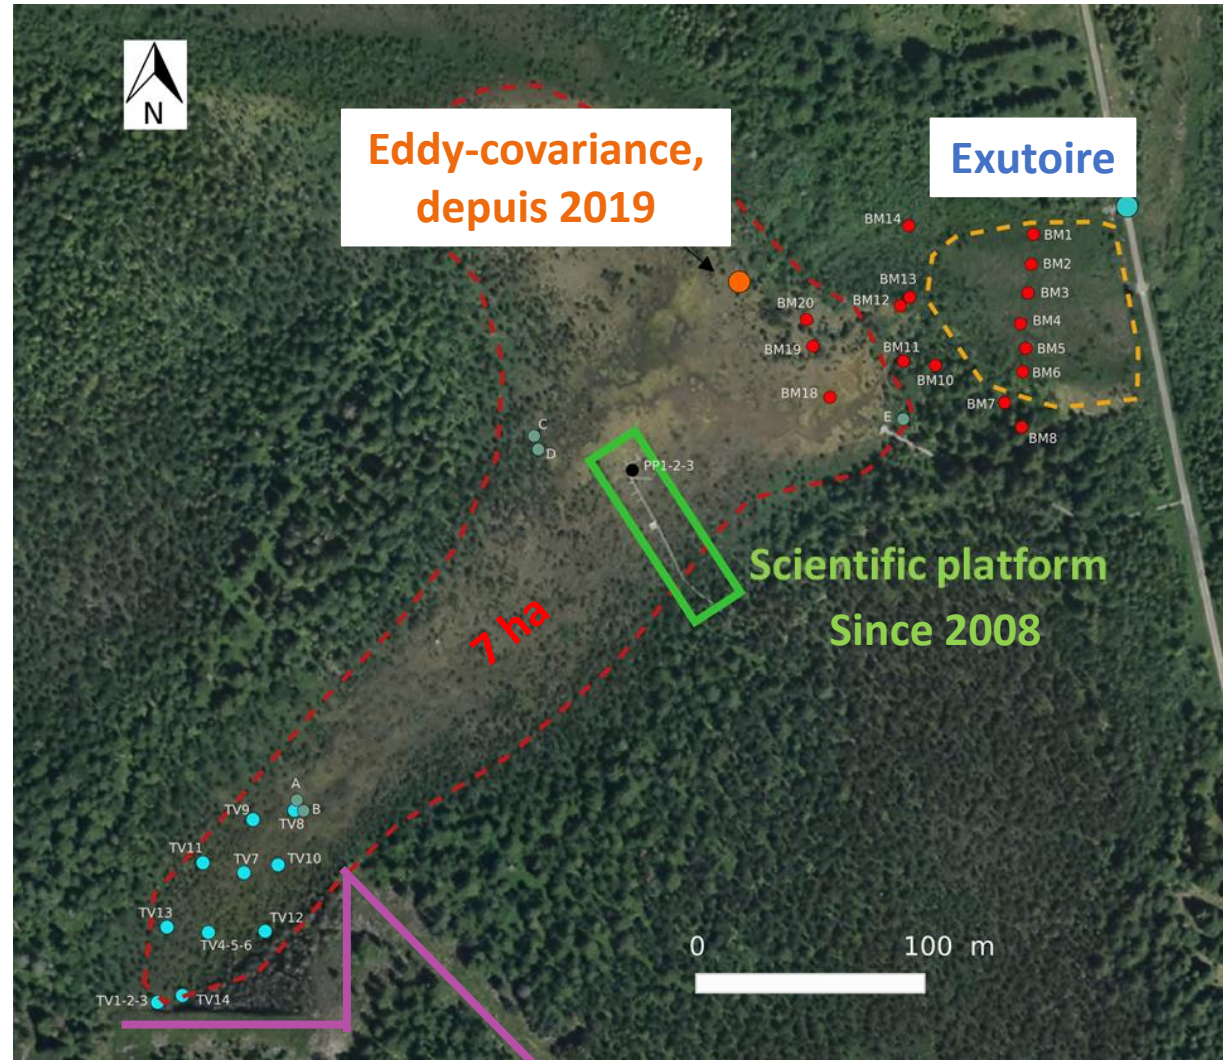 N
Eddy-covariance,
depuis 2019
Exutoire
BM14
BM1
BM2
BM13
BM3
BM12
BM20
BM4
BM19
BM11
BM5
BM10
BM6
BM18
BM7
E
BM8
C
D
PP1-2-3
Scientific platform
Since 2008
7 ha
A
B
TV9
TV8
TV11
TV7
TV10
TV13
TV12
TV4-5-6
0 100 m
TV1-2-3
TV14